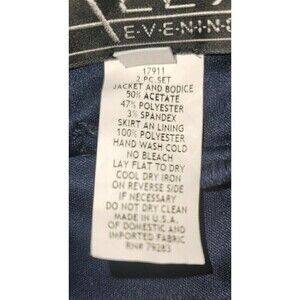 E·V·E·N·I·N·G
17911
2 PC. SET
JACKET AND BODICE
50% ACETATE
47% POLYESTER
3% SPANDEX
SKIRT AN LINING
100% POLYESTER
HAND WASH COLD
NO BLEACH
LAY FLAT TO DRY
COOL DRY IRON
ON REVERSE SIDE
IF NECESSARY
DO NOT DRY CLEAN
MADE IN U.S.A.
OF DOMESTIC AND
IMPORTED FABRIC
RN# 79283